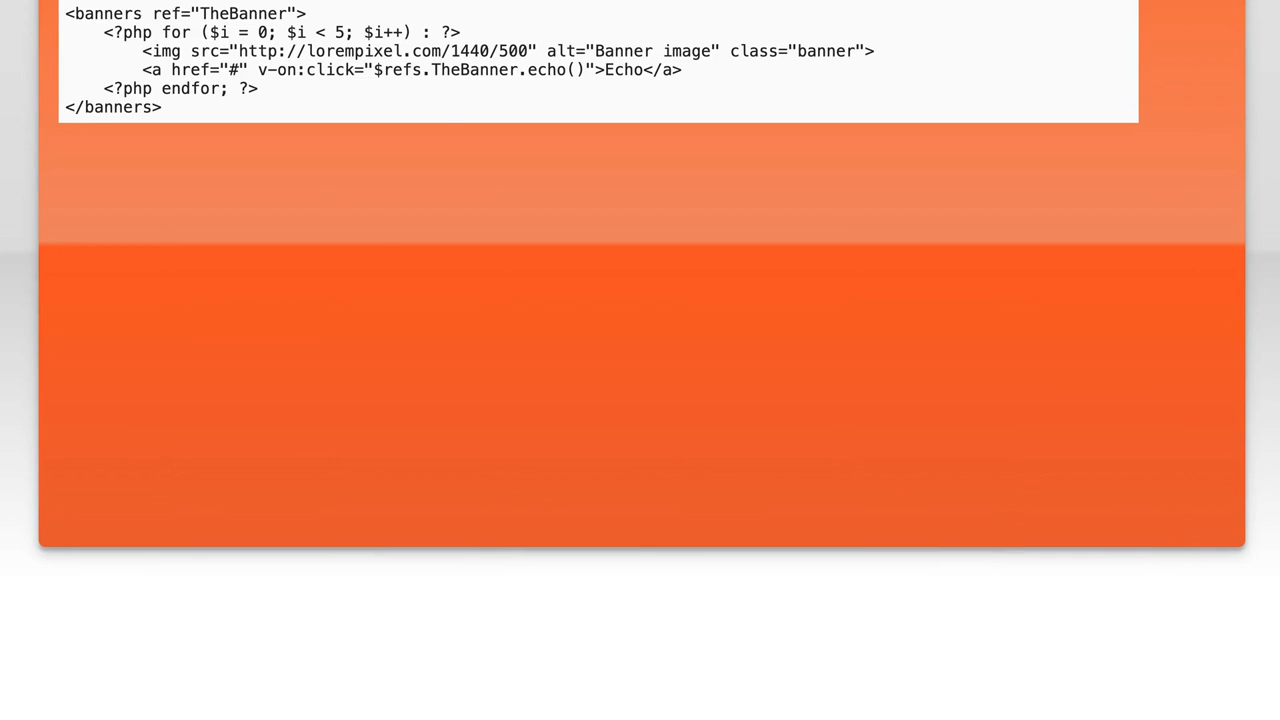 <banners ref="TheBanner">
    <?php for ($i = 0; $i < 5; $i++) : ?>
        <img src="http://lorempixel.com/1440/500" alt="Banner image" class="banner">
        <a href="#" v-on:click="$refs.TheBanner.echo()">Echo</a>
    <?php endfor; ?>
</banners>